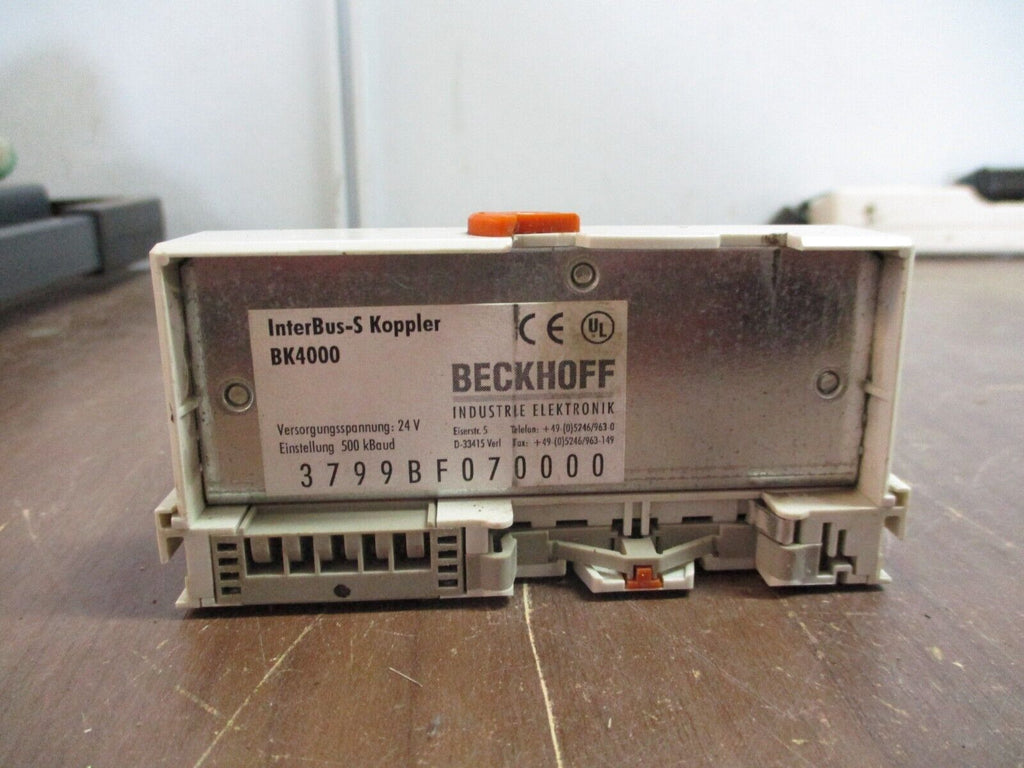 InterBus-S Koppler
BK4000
CE UL
BECKHOFF
INDUSTRIE ELEKTRONIK
Versorgungsspannung: 24 V
Einstellung 500 kBaud
Eiserstr. 5 Telefon: +49-(0)5246/963-0
D-33415 Verl Fax: +49-(0)5246/963-149
3799BF070000